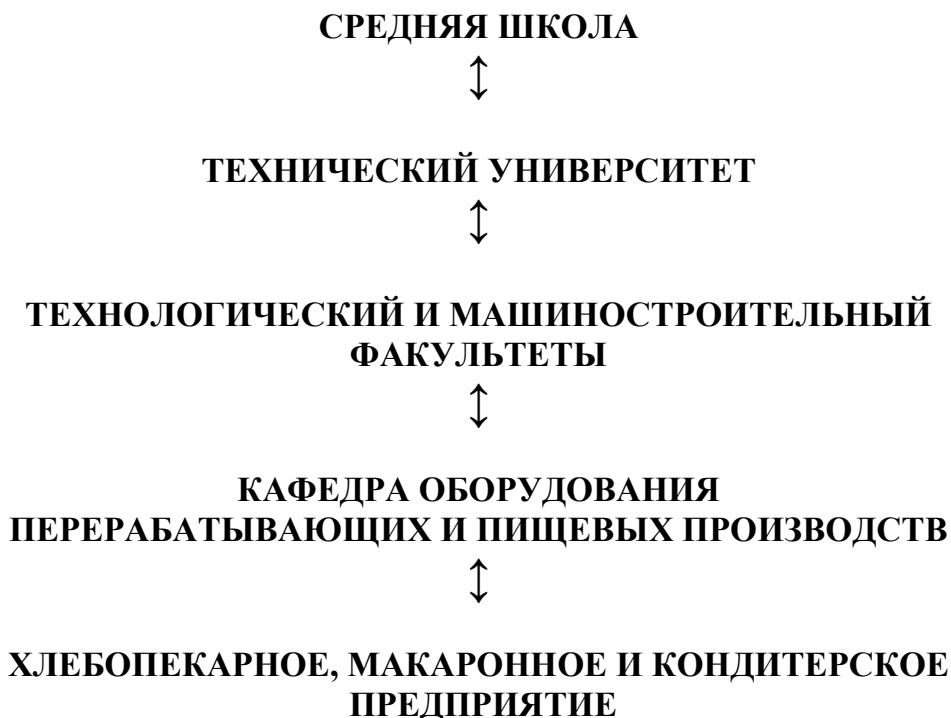 СРЕДНЯЯ ШКОЛА
↕
ТЕХНИЧЕСКИЙ УНИВЕРСИТЕТ
↕
ТЕХНОЛОГИЧЕСКИЙ И МАШИНОСТРОИТЕЛЬНЫЙ
ФАКУЛЬТЕТЫ
↕
КАФЕДРА ОБОРУДОВАНИЯ
ПЕРЕРАБАТЫВАЮЩИХ И ПИЩЕВЫХ ПРОИЗВОДСТВ
↕
ХЛЕБОПЕКАРНОЕ, МАКАРОННОЕ И КОНДИТЕРСКОЕ
ПРЕДПРИЯТИЕ